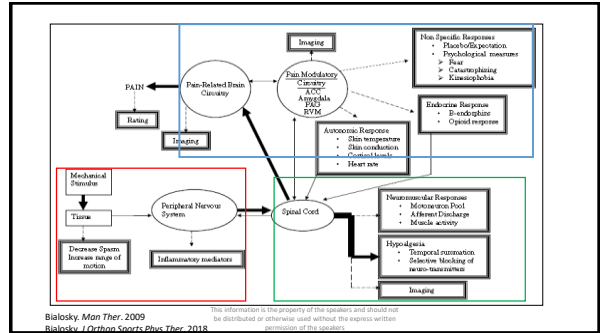 Imaging
Non Specific Responses
Placebo/Expectation
Psychological measures
Fear
Catastrophizing
Kinesiophobia
Pain Modulatory
Circuitry
ACC
Amygdala
PAG
RVM
Pain-Related Brain
Circuitry
PAIN
Rating
Imaging
Endocrine Response
B-endorphins
Opioid response
Autonomic Response
Skin temperature
Skin conduction
Cortisol levels
Heart rate
Mechanical
Stimulus
Tissue
Peripheral Nervous
System
Spinal Cord
Neuromuscular Responses
Motoneuron Pool
Afferent Discharge
Muscle activity
Decrease Spasm
Increase range of
motion
Inflammatory mediators
Hypoalgesia
Temporal summation
Selective blocking of
neuro-transmitters
Imaging
Bialosky. Man Ther. 2009
Bialosky. J Orthop Sports Phys Ther. 2018
This information is the property of the speakers and should not
be distributed or otherwise used without the express written
permission of the speakers